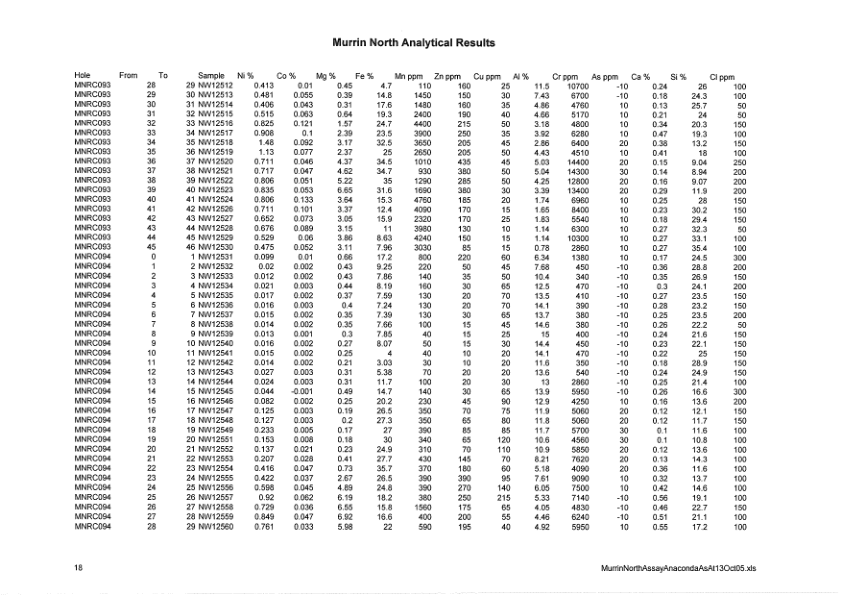 Murrin North Analytical Results
Hole From To Sample Ni % Co % Mg % Fe % Mn ppm Zn ppm Cu ppm Al % Cr ppm As ppm Ca % Si % Cl ppm
MNRC093 28 29 NW12512 0.413 0.01 0.45 4.7 110 160 25 11.5 10700 -10 0.24 26 100
MNRC093 29 30 NW12513 0.481 0.055 0.39 14.8 1450 150 30 7.43 6700 -10 0.18 24.3 100
MNRC093 30 31 NW12514 0.406 0.043 0.31 17.6 1480 160 35 4.86 4760 10 0.13 25.7 50
MNRC093 31 32 NW12515 0.515 0.063 0.64 19.3 2400 190 40 4.66 5170 10 0.21 24 50
MNRC093 32 33 NW12516 0.825 0.121 1.57 24.7 4400 215 50 3.18 4800 10 0.34 20.3 150
MNRC093 33 34 NW12517 0.908 0.1 2.39 23.5 3900 250 35 3.92 6280 10 0.47 19.3 100
MNRC093 34 35 NW12518 1.48 0.092 3.17 32.5 3650 205 45 2.86 6400 20 0.38 13.2 150
MNRC093 35 36 NW12519 1.13 0.077 2.37 25 2650 205 50 4.43 4510 10 0.41 18 100
MNRC093 36 37 NW12520 0.711 0.046 4.37 34.5 1010 435 45 5.03 14400 20 0.15 9.04 250
MNRC093 37 38 NW12521 0.717 0.047 4.62 34.7 930 380 50 5.04 14300 30 0.14 8.94 200
MNRC093 38 39 NW12522 0.806 0.051 5.22 35 1290 285 50 4.25 12800 20 0.16 9.07 200
MNRC093 39 40 NW12523 0.835 0.053 6.65 31.6 1690 380 30 3.39 13400 20 0.29 11.9 200
MNRC093 40 41 NW12524 0.806 0.133 3.64 15.3 4760 185 20 1.74 6960 10 0.25 28 150
MNRC093 41 42 NW12526 0.711 0.101 3.37 12.4 4090 170 15 1.65 8400 10 0.23 30.2 150
MNRC093 42 43 NW12527 0.652 0.073 3.05 15.9 2320 170 25 1.83 5540 10 0.18 29.4 150
MNRC093 43 44 NW12528 0.676 0.089 3.15 11 3980 130 10 1.14 6300 10 0.27 32.3 50
MNRC093 44 45 NW12529 0.529 0.06 3.86 8.63 4240 150 15 1.14 10300 10 0.27 33.1 100
MNRC093 45 46 NW12530 0.475 0.052 3.11 7.96 3030 85 15 0.78 2860 10 0.27 35.4 100
MNRC094 0 1 NW12531 0.099 0.01 0.66 17.2 800 220 60 6.34 1380 10 0.17 24.5 300
MNRC094 1 2 NW12532 0.02 0.002 0.43 9.25 220 50 45 7.68 450 -10 0.36 28.8 200
MNRC094 2 3 NW12533 0.012 0.002 0.43 7.86 140 35 50 10.4 340 -10 0.35 26.9 150
MNRC094 3 4 NW12534 0.021 0.003 0.44 8.19 160 30 65 12.5 470 -10 0.3 24.1 200
MNRC094 4 5 NW12535 0.017 0.002 0.37 7.59 130 20 70 13.5 410 -10 0.27 23.5 150
MNRC094 5 6 NW12536 0.016 0.003 0.4 7.24 130 20 70 14.1 390 -10 0.28 23.2 150
MNRC094 6 7 NW12537 0.015 0.002 0.35 7.39 130 30 65 13.7 380 -10 0.25 23.5 200
MNRC094 7 8 NW12538 0.014 0.002 0.35 7.66 100 15 45 14.6 380 -10 0.26 22.2 50
MNRC094 8 9 NW12539 0.013 0.001 0.3 7.85 40 15 25 15 400 -10 0.24 21.6 150
MNRC094 9 10 NW12540 0.016 0.002 0.27 8.07 50 15 30 14.4 450 -10 0.23 22.1 150
MNRC094 10 11 NW12541 0.015 0.002 0.25 4 40 10 20 14.1 470 -10 0.22 25 150
MNRC094 11 12 NW12542 0.014 0.002 0.21 3.03 30 10 20 11.6 350 -10 0.18 28.9 150
MNRC094 12 13 NW12543 0.027 0.003 0.31 5.38 70 20 20 13.6 540 -10 0.24 24.9 150
MNRC094 13 14 NW12544 0.024 0.003 0.31 11.7 100 20 30 13 2860 -10 0.25 21.4 100
MNRC094 14 15 NW12545 0.044 -0.001 0.49 14.7 140 30 65 13.9 5950 -10 0.26 16.6 300
MNRC094 15 16 NW12546 0.082 0.002 0.25 20.2 230 45 90 12.9 4250 10 0.16 13.6 200
MNRC094 16 17 NW12547 0.125 0.003 0.19 26.5 350 70 75 11.9 5060 20 0.12 12.1 150
MNRC094 17 18 NW12548 0.127 0.003 0.2 27.3 350 65 80 11.8 5060 20 0.12 11.7 150
MNRC094 18 19 NW12549 0.233 0.005 0.17 27 390 85 85 11.7 5700 30 0.1 11.6 100
MNRC094 19 20 NW12551 0.153 0.008 0.18 30 340 65 120 10.6 4560 30 0.1 10.8 100
MNRC094 20 21 NW12552 0.137 0.021 0.23 24.9 310 70 110 10.9 5850 20 0.12 13.6 100
MNRC094 21 22 NW12553 0.207 0.028 0.41 27.7 430 145 70 8.21 7620 20 0.13 14.3 100
MNRC094 22 23 NW12554 0.416 0.047 0.73 35.7 370 180 60 5.18 4090 20 0.36 11.6 100
MNRC094 23 24 NW12555 0.422 0.037 2.67 26.5 390 390 95 7.61 9090 10 0.32 13.7 100
MNRC094 24 25 NW12556 0.598 0.045 4.89 24.8 390 270 140 6.05 7500 10 0.42 14.6 100
MNRC094 25 26 NW12557 0.92 0.062 6.19 18.2 380 250 215 5.33 7140 -10 0.56 19.1 100
MNRC094 26 27 NW12558 0.729 0.036 6.55 15.8 1560 175 65 4.05 4830 -10 0.46 22.7 150
MNRC094 27 28 NW12559 0.849 0.047 6.92 16.6 400 200 55 4.46 6240 -10 0.51 21.1 100
MNRC094 28 29 NW12560 0.761 0.033 5.98 22 590 195 40 4.92 5950 10 0.55 17.2 100
18 MurrinNorthAssayAnacondaAsAt13Oct05.xls